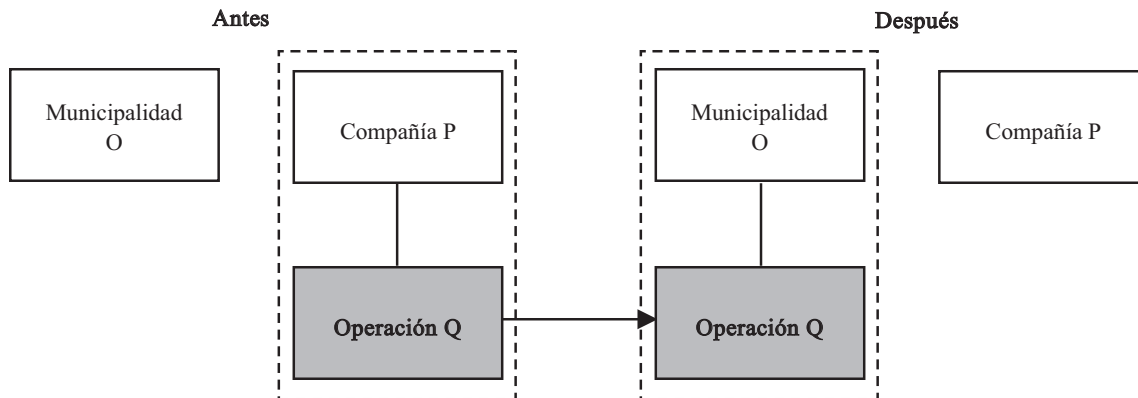 Antes
Después
Municipalidad
O
Compañía P
Municipalidad
O
Compañía P
Operación Q
Operación Q